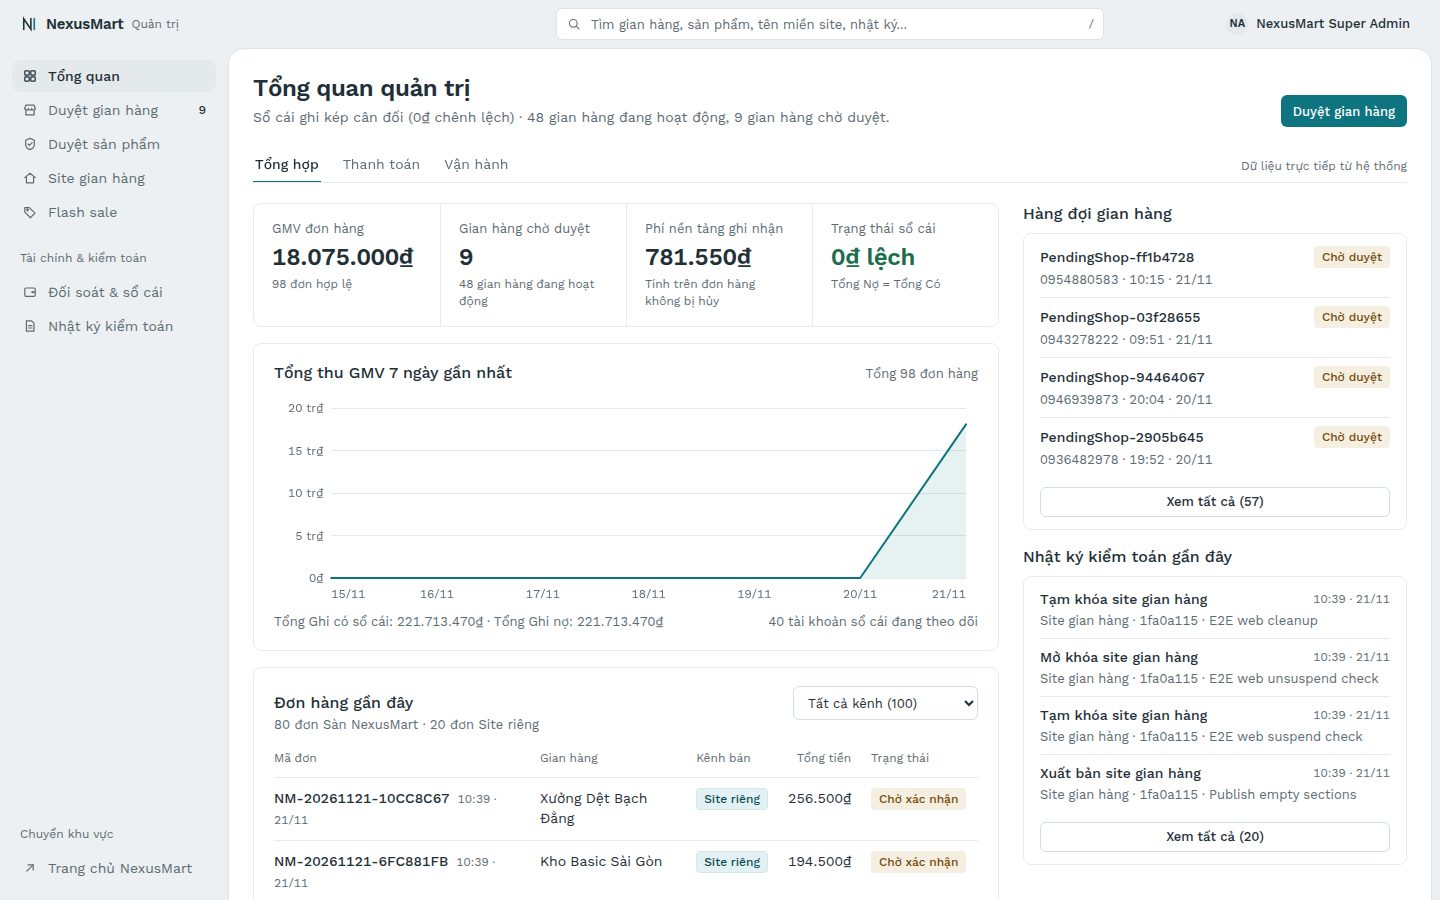 NexusMart Quản trị
Tìm gian hàng, sản phẩm, tên miền site, nhật ký...
/
NA NexusMart Super Admin
Tổng quan
Duyệt gian hàng 9
Duyệt sản phẩm
Site gian hàng
Flash sale
Tài chính & kiểm toán
Đối soát & sổ cái
Nhật ký kiểm toán
Chuyển khu vực
Trang chủ NexusMart
Tổng quan quản trị
Sổ cái ghi kép cân đối (0₫ chênh lệch) · 48 gian hàng đang hoạt động, 9 gian hàng chờ duyệt.
Duyệt gian hàng
Tổng hợp Thanh toán Vận hành
Dữ liệu trực tiếp từ hệ thống
GMV đơn hàng
18.075.000₫
98 đơn hợp lệ
Gian hàng chờ duyệt
9
48 gian hàng đang hoạt
động
Phí nền tảng ghi nhận
781.550₫
Tính trên đơn hàng
không bị hủy
Trạng thái sổ cái
0₫ lệch
Tổng Nợ = Tổng Có
Tổng thu GMV 7 ngày gần nhất
Tổng 98 đơn hàng
20 tr₫
15 tr₫
10 tr₫
5 tr₫
0₫
15/11 16/11 17/11 18/11 19/11 20/11 21/11
Tổng Ghi có sổ cái: 221.713.470₫ · Tổng Ghi nợ: 221.713.470₫
40 tài khoản sổ cái đang theo dõi
Đơn hàng gần đây
80 đơn Sàn NexusMart · 20 đơn Site riêng
Tất cả kênh (100)
Mã đơn Gian hàng Kênh bán Tổng tiền Trạng thái
NM-20261121-10CC8C67 10:39 ·
21/11
Xưởng Dệt Bạch
Đằng
Site riêng 256.500₫ Chờ xác nhận
NM-20261121-6FC881FB 10:39 ·
21/11
Kho Basic Sài Gòn Site riêng 194.500₫ Chờ xác nhận
Hàng đợi gian hàng
PendingShop-ff1b4728 Chờ duyệt
0954880583 · 10:15 · 21/11
PendingShop-03f28655 Chờ duyệt
0943278222 · 09:51 · 21/11
PendingShop-94464067 Chờ duyệt
0946939873 · 20:04 · 20/11
PendingShop-2905b645 Chờ duyệt
0936482978 · 19:52 · 20/11
Xem tất cả (57)
Nhật ký kiểm toán gần đây
Tạm khóa site gian hàng 10:39 · 21/11
Site gian hàng · 1fa0a115 · E2E web cleanup
Mở khóa site gian hàng 10:39 · 21/11
Site gian hàng · 1fa0a115 · E2E web unsuspend check
Tạm khóa site gian hàng 10:39 · 21/11
Site gian hàng · 1fa0a115 · E2E web suspend check
Xuất bản site gian hàng 10:39 · 21/11
Site gian hàng · 1fa0a115 · Publish empty sections
Xem tất cả (20)